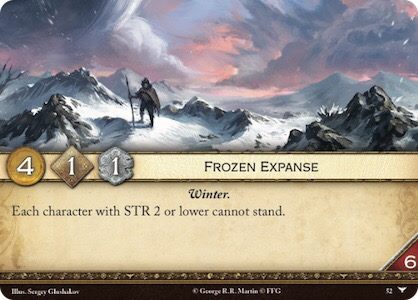 4 1 1 FROZEN EXPANSE
Winter.
Each character with STR 2 or lower cannot stand.
6
Illus. Sergey Glushakov © George R. R. Martin © FFG 52